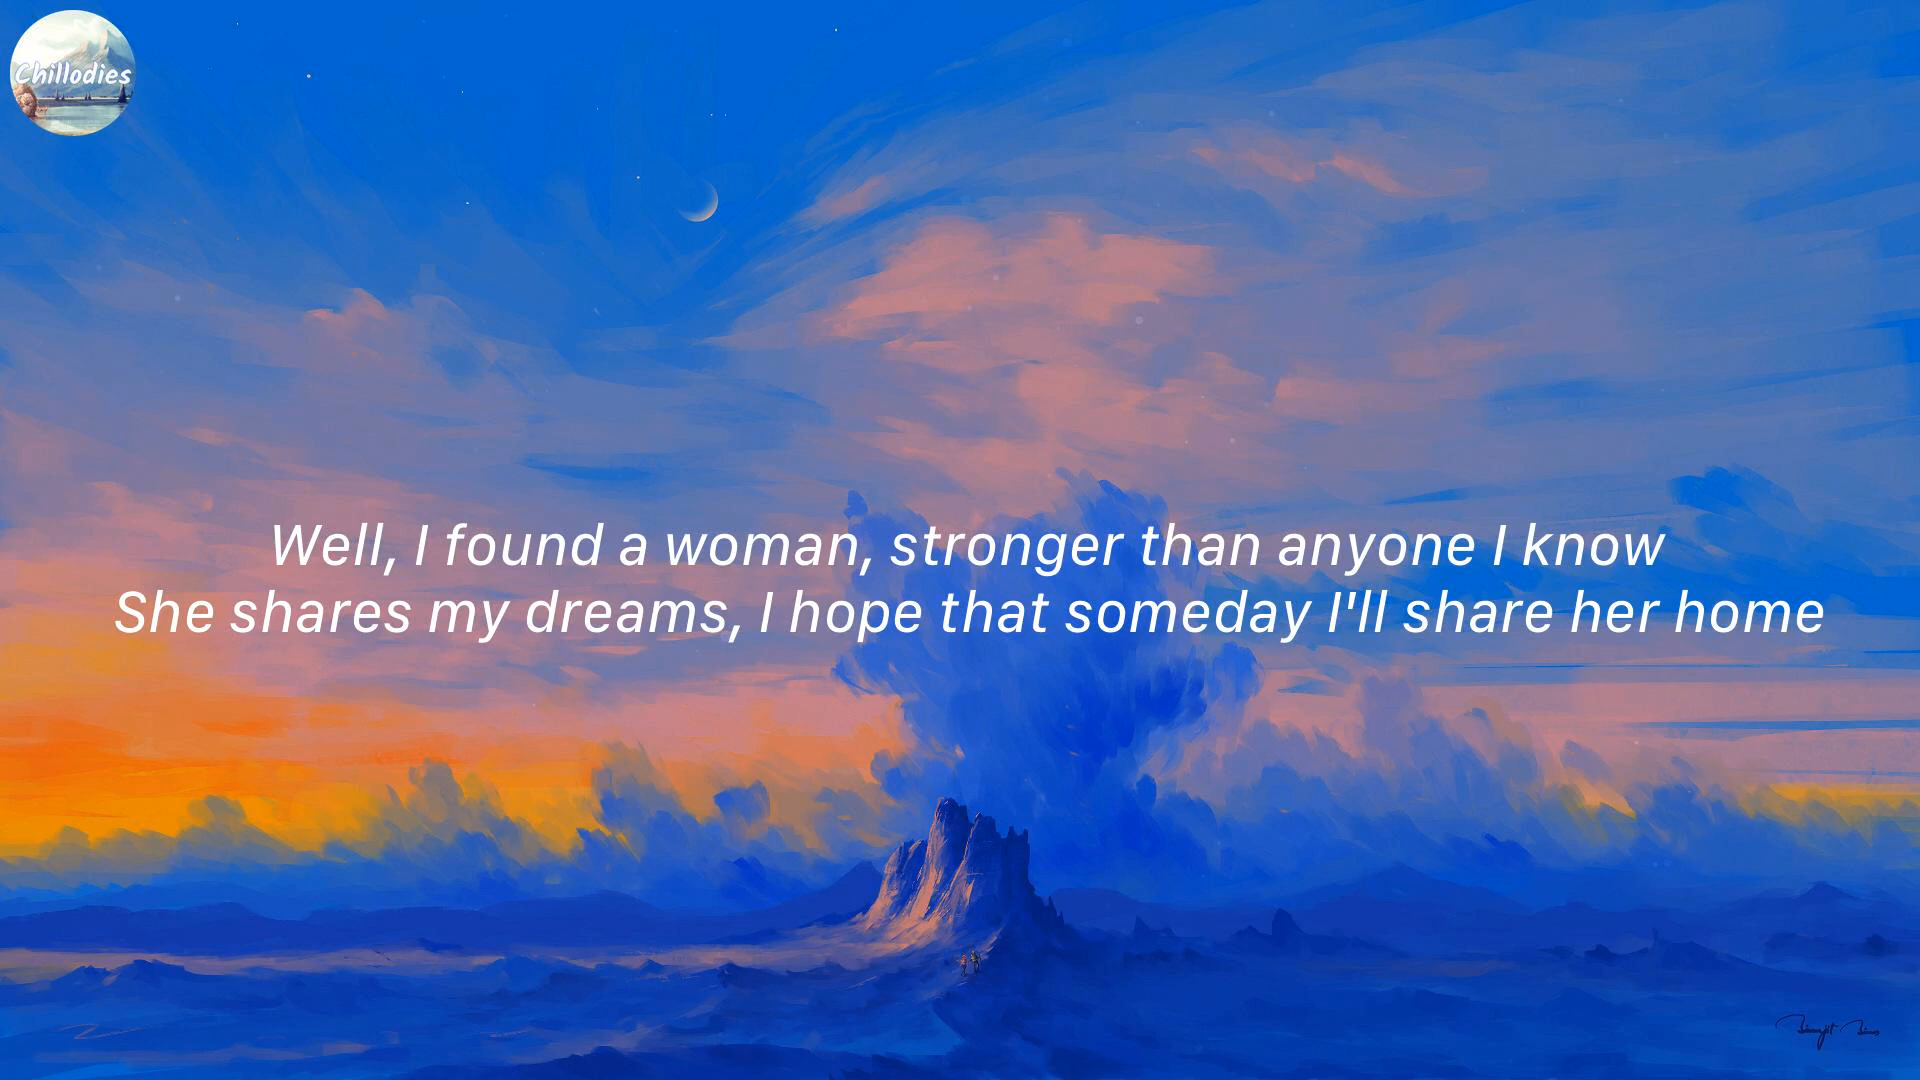 Chillodies
Well, I found a woman, stronger than anyone I know
She shares my dreams, I hope that someday I'll share her home